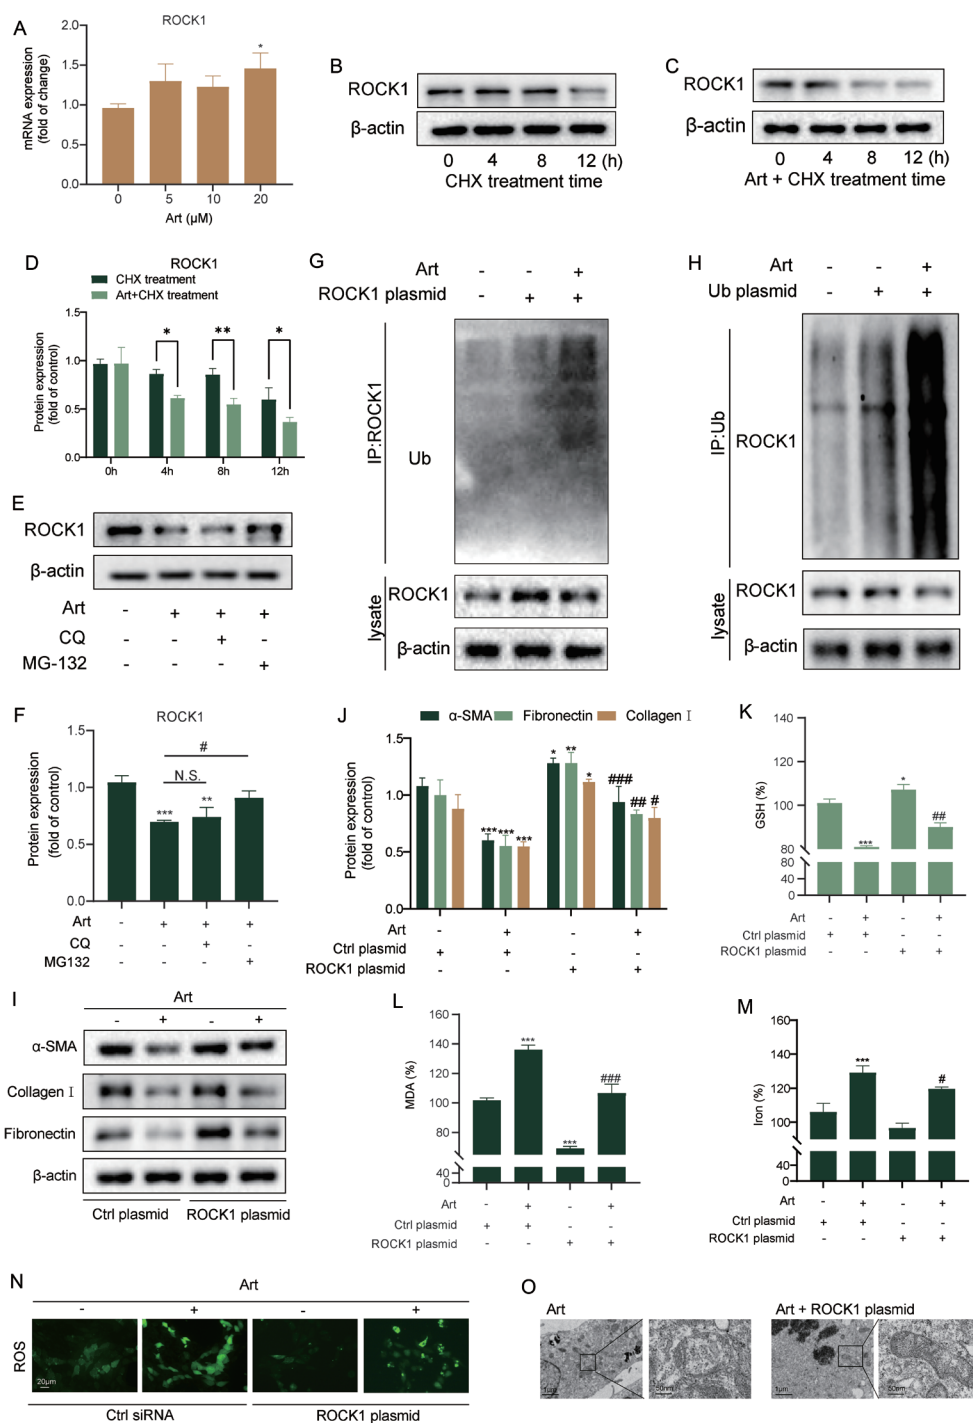 A
ROCK1
mRNA expression
(fold of change)
2.0
1.5
1.0
0.5
0.0
*
0 5 10 20
Art (μM)
B
ROCK1
β-actin
0 4 8 12 (h)
CHX treatment time
C
ROCK1
β-actin
0 4 8 12 (h)
Art + CHX treatment time
D
ROCK1
CHX treatment
Art+CHX treatment
Protein expression
(fold of control)
1.5
1.0
0.5
0.0
* ** *
0h 4h 8h 12h
E
ROCK1
β-actin
Art - + + +
CQ - - + -
MG-132 - - - +
F
ROCK1
Protein expression
(fold of control)
1.5
1.0
0.5
0.0
#
N.S.
*** **
Art - + + +
CQ - - + -
MG132 - - - +
G
Art - - +
ROCK1 plasmid - + +
IP:ROCK1
Ub
lysate
ROCK1
β-actin
H
Art - - +
Ub plasmid - + +
IP:Ub
ROCK1
lysate
ROCK1
β-actin
I
Art
- + - +
α-SMA
Collagen Ⅰ
Fibronectin
β-actin
Ctrl plasmid ROCK1 plasmid
J
α-SMA Fibronectin Collagen Ⅰ
Protein expression
(fold of control)
1.5
1.0
0.5
0.0
*** *** *** * ** * ### ## #
Art - + - +
Ctrl plasmid + + - -
ROCK1 plasmid - - + +
K
GSH (%)
140
120
100
80
80
40
0
*** * ##
Art - + - +
Ctrl plasmid + + - -
ROCK1 plasmid - - + +
L
MDA (%)
160
140
120
100
80
40
0
*** *** ###
Art - + - +
Ctrl plasmid + + - -
ROCK1 plasmid - - + +
M
Iron (%)
160
140
120
100
40
0
*** #
Art - + - +
Ctrl plasmid + + - -
ROCK1 plasmid - - + +
N
Art
- + - +
ROS
20μm
Ctrl siRNA ROCK1 plasmid
O
Art Art + ROCK1 plasmid
1μm 50nm 1μm 50nm